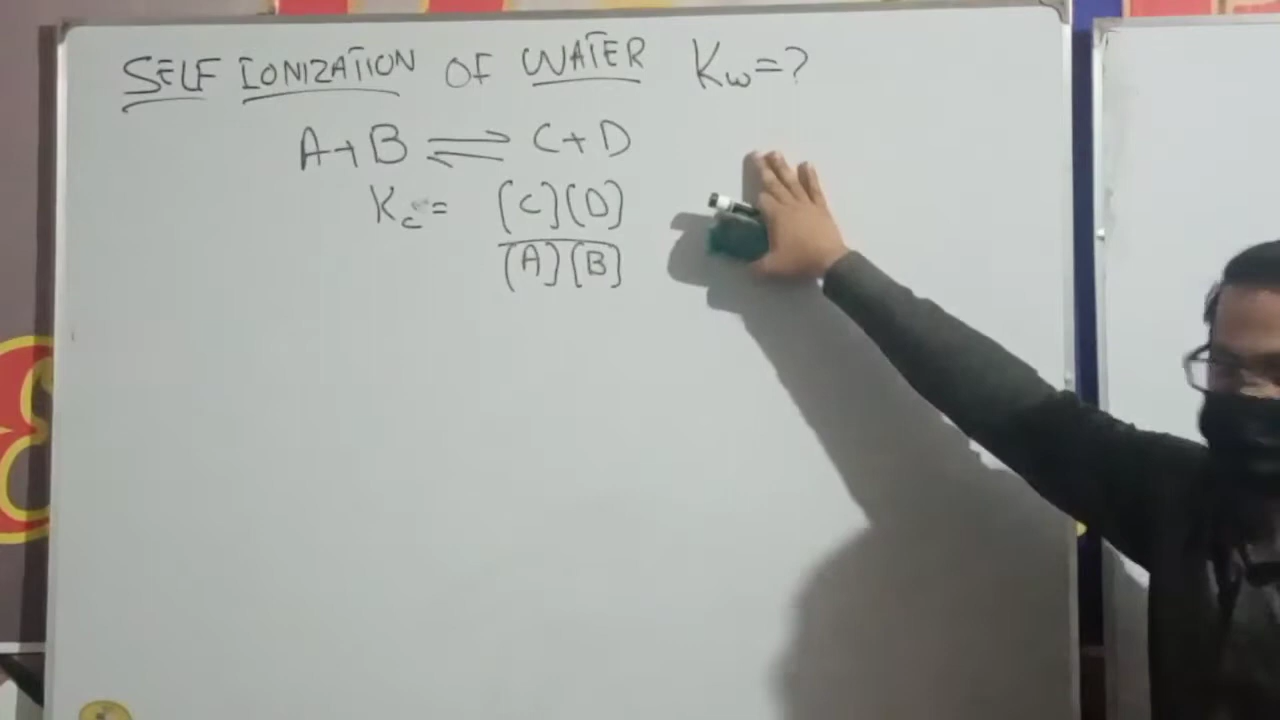 SELF IONIZATION OF WATER Kw=?
A+B ⇌ C+D
Kc= [C][D]
[A][B]